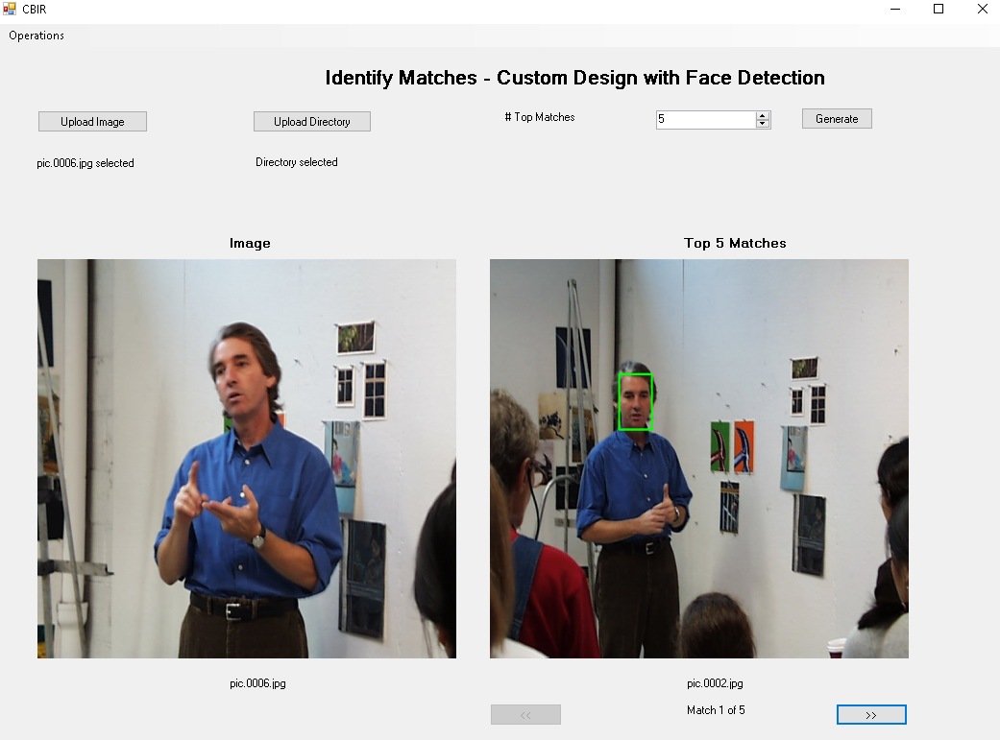 CBIR
Operations
Identify Matches - Custom Design with Face Detection
Upload Image
Upload Directory
# Top Matches
5
Generate
pic.0006.jpg selected
Directory selected
Image
Top 5 Matches
pic.0006.jpg
pic.0002.jpg
Match 1 of 5
<<
>>